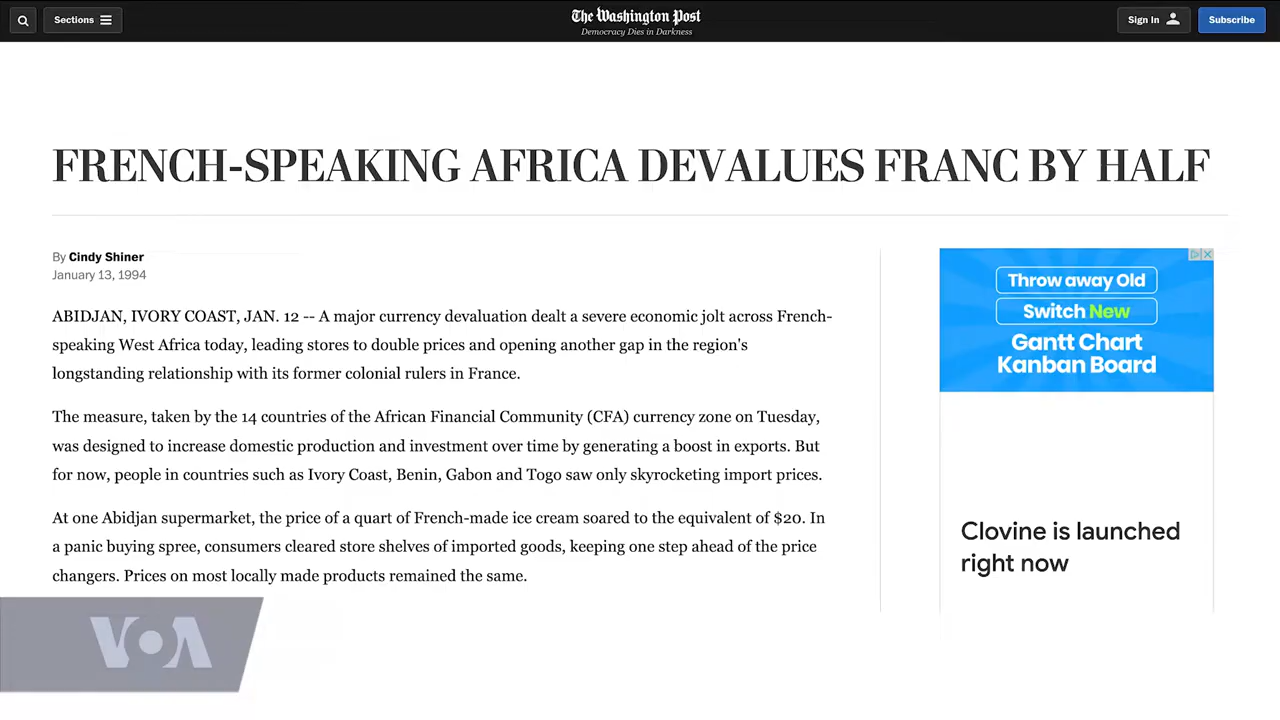 Sections
The Washington Post
Democracy Dies in Darkness
Sign In
Subscribe
FRENCH-SPEAKING AFRICA DEVALUES FRANC BY HALF
By Cindy Shiner
January 13, 1994
ABIDJAN, IVORY COAST, JAN. 12 -- A major currency devaluation dealt a severe economic jolt across French-
speaking West Africa today, leading stores to double prices and opening another gap in the region's
longstanding relationship with its former colonial rulers in France.
The measure, taken by the 14 countries of the African Financial Community (CFA) currency zone on Tuesday,
was designed to increase domestic production and investment over time by generating a boost in exports. But
for now, people in countries such as Ivory Coast, Benin, Gabon and Togo saw only skyrocketing import prices.
At one Abidjan supermarket, the price of a quart of French-made ice cream soared to the equivalent of $20. In
a panic buying spree, consumers cleared store shelves of imported goods, keeping one step ahead of the price
changers. Prices on most locally made products remained the same.
Throw away Old
Switch New
Gantt Chart
Kanban Board
Clovine is launched
right now
VOA